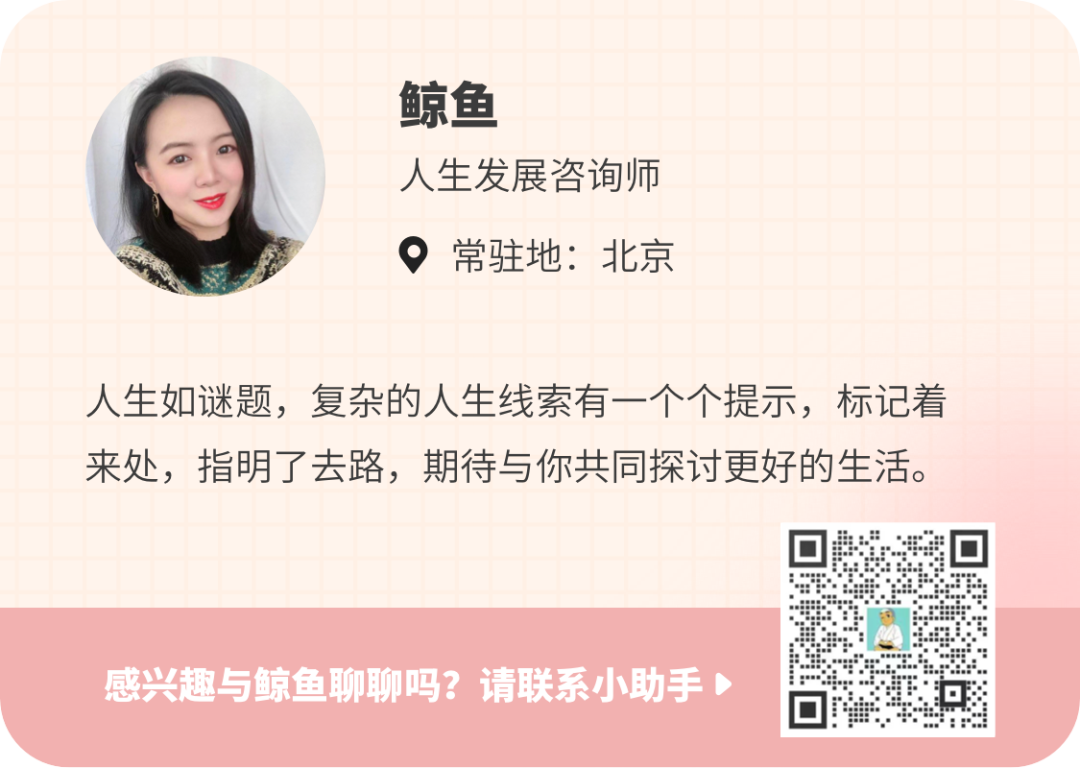 鲸鱼
人生发展咨询师
常驻地：北京
人生如谜题，复杂的人生线索有一个个提示，标记着
来处，指明了去路，期待与你共同探讨更好的生活。
感兴趣与鲸鱼聊聊吗？请联系小助手